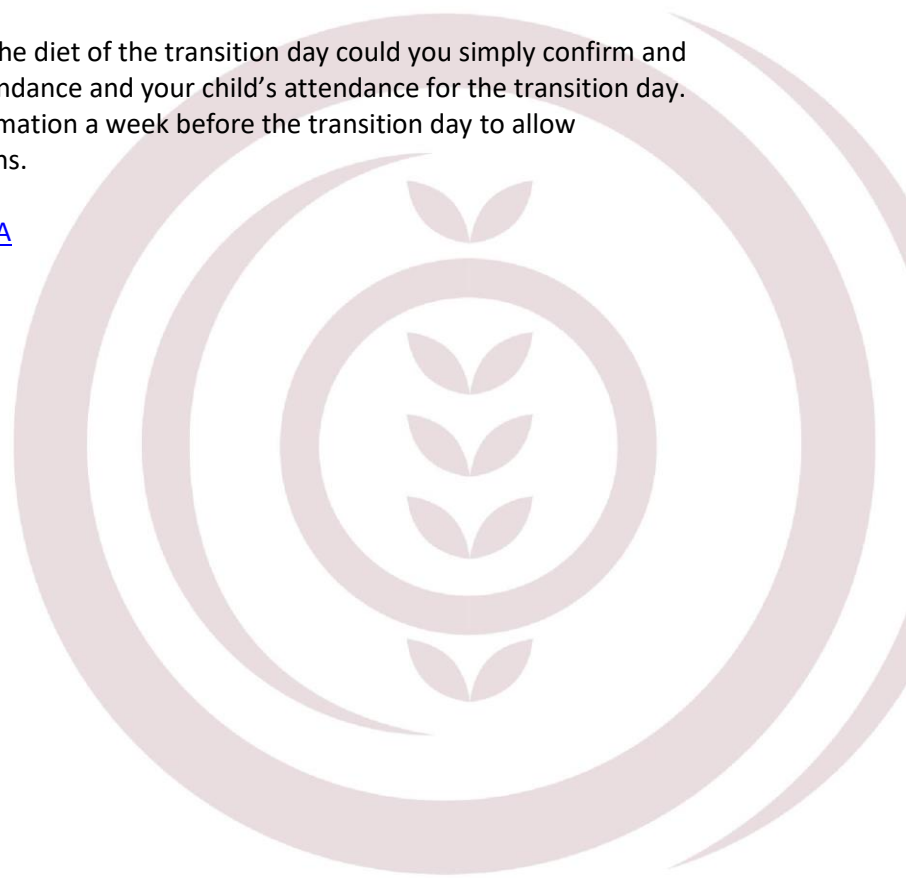 he diet of the transition day could you simply confirm and
ndance and your child’s attendance for the transition day.
mation a week before the transition day to allow
ns.
A